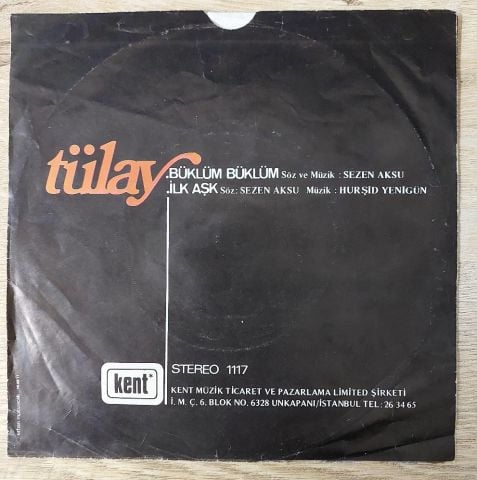 tülay
.BÜKLÜM BÜKLÜM Söz ve Müzik : SEZEN AKSU
.İLK AŞK Söz: SEZEN AKSU Müzik : HURŞİD YENİGÜN
STEREO 1117
kent
KENT MÜZİK TİCARET VE PAZARLAMA LİMİTED ŞİRKETİ
İ. M. Ç. 6. BLOK NO. 6328 UNKAPANI/İSTANBUL TEL: 26 34 65